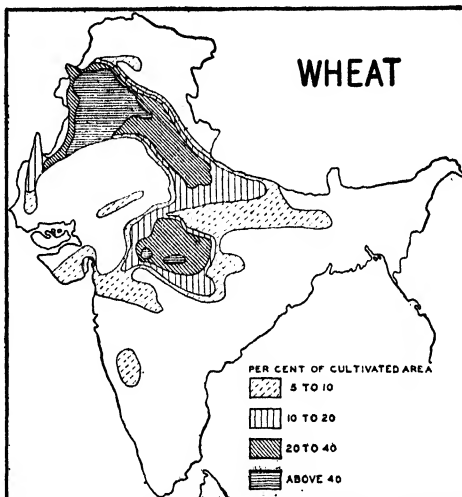 WHEAT
PER CENT OF CULTIVATED AREA
5 TO 10
10 TO 20
20 TO 40
ABOVE 40